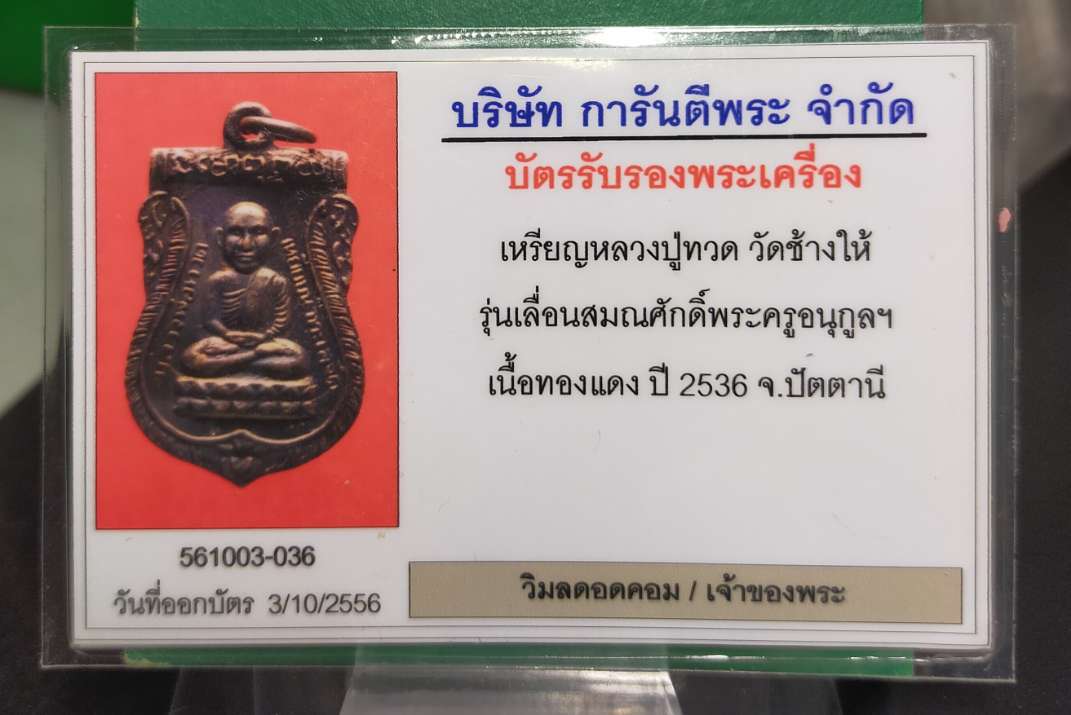 บริษัท การันตีพระ จำกัด
บัตรรับรองพระเครื่อง
เหรียญหลวงปู่ทวด วัดช้างให้
รุ่นเลื่อนสมณศักดิ์พระครูอนุกูลฯ
เนื้อทองแดง ปี 2536 จ.ปัตตานี
561003-036
วันที่ออกบัตร 3/10/2556
วิมลดอดคอม / เจ้าของพระ